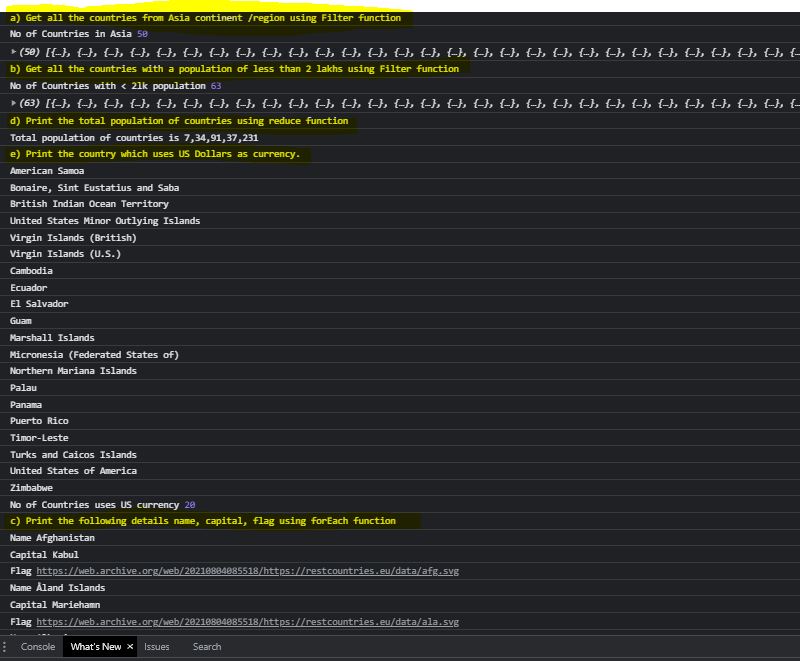 a) Get all the countries from Asia continent /region using Filter function
No of Countries in Asia 50
▸ (50) [{…}, {…}, {…}, {…}, {…}, {…}, {…}, {…}, {…}, {…}, {…}, {…}, {…}, {…}, {…}, {…}, {…}, {…}, {…}, {…}, {…}, {…}, {…}, {…}, {…}, {…
b) Get all the countries with a population of less than 2 lakhs using Filter function
No of Countries with < 2lk population 63
▸ (63) [{…}, {…}, {…}, {…}, {…}, {…}, {…}, {…}, {…}, {…}, {…}, {…}, {…}, {…}, {…}, {…}, {…}, {…}, {…}, {…}, {…}, {…}, {…}, {…}, {…}, {…
d) Print the total population of countries using reduce function
Total population of countries is 7,34,91,37,231
e) Print the country which uses US Dollars as currency.
American Samoa
Bonaire, Sint Eustatius and Saba
British Indian Ocean Territory
United States Minor Outlying Islands
Virgin Islands (British)
Virgin Islands (U.S.)
Cambodia
Ecuador
El Salvador
Guam
Marshall Islands
Micronesia (Federated States of)
Northern Mariana Islands
Palau
Panama
Puerto Rico
Timor-Leste
Turks and Caicos Islands
United States of America
Zimbabwe
No of Countries uses US currency 20
c) Print the following details name, capital, flag using forEach function
Name Afghanistan
Capital Kabul
Flag https://web.archive.org/web/20210804085518/https://restcountries.eu/data/afg.svg
Name Åland Islands
Capital Mariehamn
Flag https://web.archive.org/web/20210804085518/https://restcountries.eu/data/ala.svg
Console What's New × Issues Search